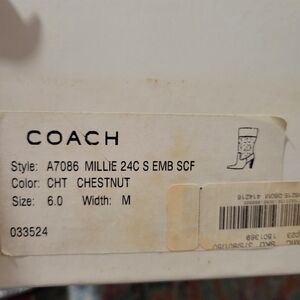 COACH
Style: A7086 MILLIE 24C S EMB SCF
Color: CHT CHESTNUT
Size: 6.0 Width: M
033524